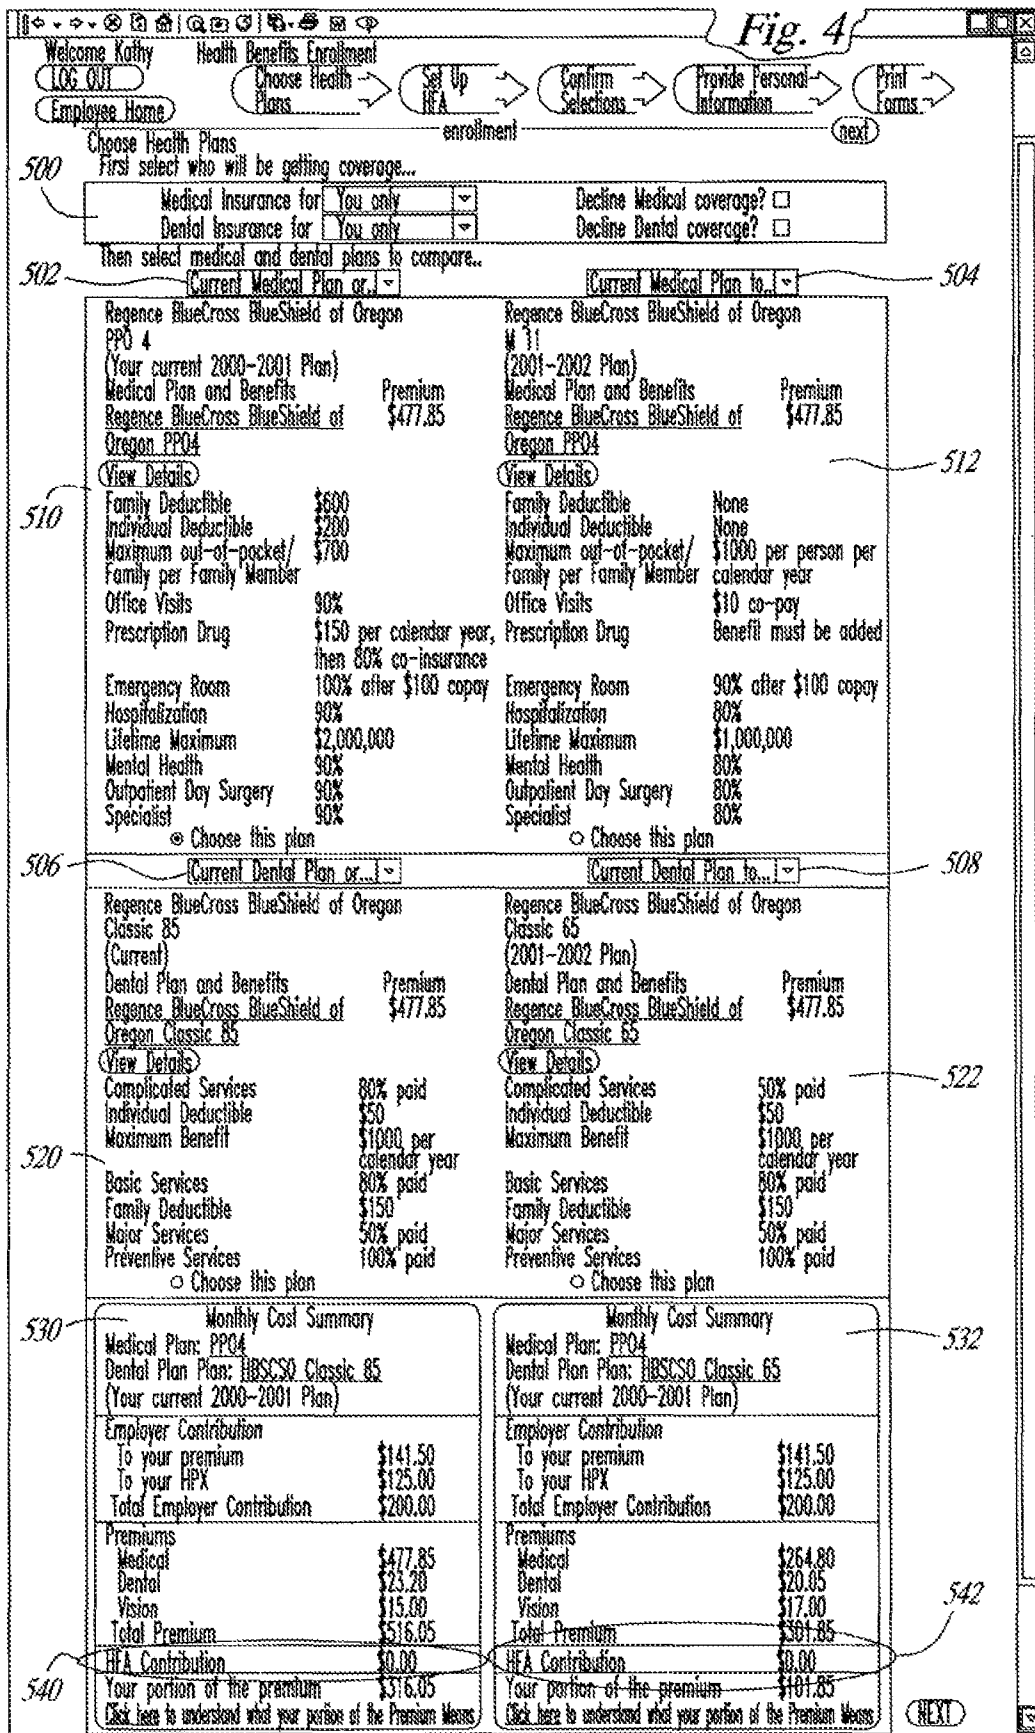 Fig. 4
Welcome Kathy
Health Benefits Enrollment
LOG OUT
Employee Home
Choose Health Plans
Set Up HFA
Confirm Selections
Provide Personal Information
Print Forms
enrollment
next
Choose Health Plans
First select who will be getting coverage...
500
Medical Insurance for You only Decline Medical coverage?
Dental Insurance for You only Decline Dental coverage?
Then select medical and dental plans to compare..
502 Current Medical Plan or.. Current Medical Plan to.. 504
Regence BlueCross BlueShield of Oregon
PPO 4
(Your current 2000-2001 Plan)
Medical Plan and Benefits Premium
Regence BlueCross BlueShield of $477.85
Oregon PPO4
View Details
510
Family Deductible $600
Individual Deductible $200
Maximum out-of-pocket/ $700
Family per Family Member
Office Visits 90%
Prescription Drug $150 per calendar year,
then 80% co-insurance
Emergency Room 100% after $100 copay
Hospitalization 90%
Lifetime Maximum $2,000,000
Mental Health 90%
Outpatient Day Surgery 90%
Specialist 90%
Choose this plan
Regence BlueCross BlueShield of Oregon
M 11
(2001-2002 Plan)
Medical Plan and Benefits Premium
Regence BlueCross BlueShield of $477.85
Oregon PPO4
View Details
512
Family Deductible None
Individual Deductible None
Maximum out-of-pocket/ $1000 per person per
Family per Family Member calendar year
Office Visits $10 co-pay
Prescription Drug Benefit must be added
Emergency Room 90% after $100 copay
Hospitalization 80%
Lifetime Maximum $1,000,000
Mental Health 80%
Outpatient Day Surgery 80%
Specialist 80%
Choose this plan
506 Current Dental Plan or... Current Dental Plan to... 508
Regence BlueCross BlueShield of Oregon
Classic 85
(Current)
Dental Plan and Benefits Premium
Regence BlueCross BlueShield of $477.85
Oregon Classic 85
View Details
Complicated Services 80% paid
Individual Deductible $50
Maximum Benefit $1000 per
calendar year
520
Basic Services 80% paid
Family Deductible $150
Major Services 50% paid
Preventive Services 100% paid
Choose this plan
Regence BlueCross BlueShield of Oregon
Classic 65
(2001-2002 Plan)
Dental Plan and Benefits Premium
Regence BlueCross BlueShield of $477.85
Oregon Classic 65
View Details
522
Complicated Services 50% paid
Individual Deductible $50
Maximum Benefit $1000 per
calendar year
Basic Services 80% paid
Family Deductible $150
Major Services 50% paid
Preventive Services 100% paid
Choose this plan
530
Monthly Cost Summary
Medical Plan: PPO4
Dental Plan Plan: HBSCSO Classic 85
(Your current 2000-2001 Plan)
Employer Contribution
To your premium $141.50
To your HPX $125.00
Total Employer Contribution $200.00
Premiums
Medical $477.85
Dental $23.20
Vision $15.00
Total Premium $516.05
HFA Contribution $0.00
540
Your portion of the premium $316.05
Click here to understand what your portion of the Premium Means
Monthly Cost Summary
532
Medical Plan: PPO4
Dental Plan Plan: HBSCSO Classic 65
(Your current 2000-2001 Plan)
Employer Contribution
To your premium $141.50
To your HPX $125.00
Total Employer Contribution $200.00
Premiums
Medical $264.80
Dental $20.05
Vision $17.00
542
Total Premium $301.85
HFA Contribution $0.00
Your portion of the premium $101.85
Click here to understand what your portion of the Premium Means
NEXT